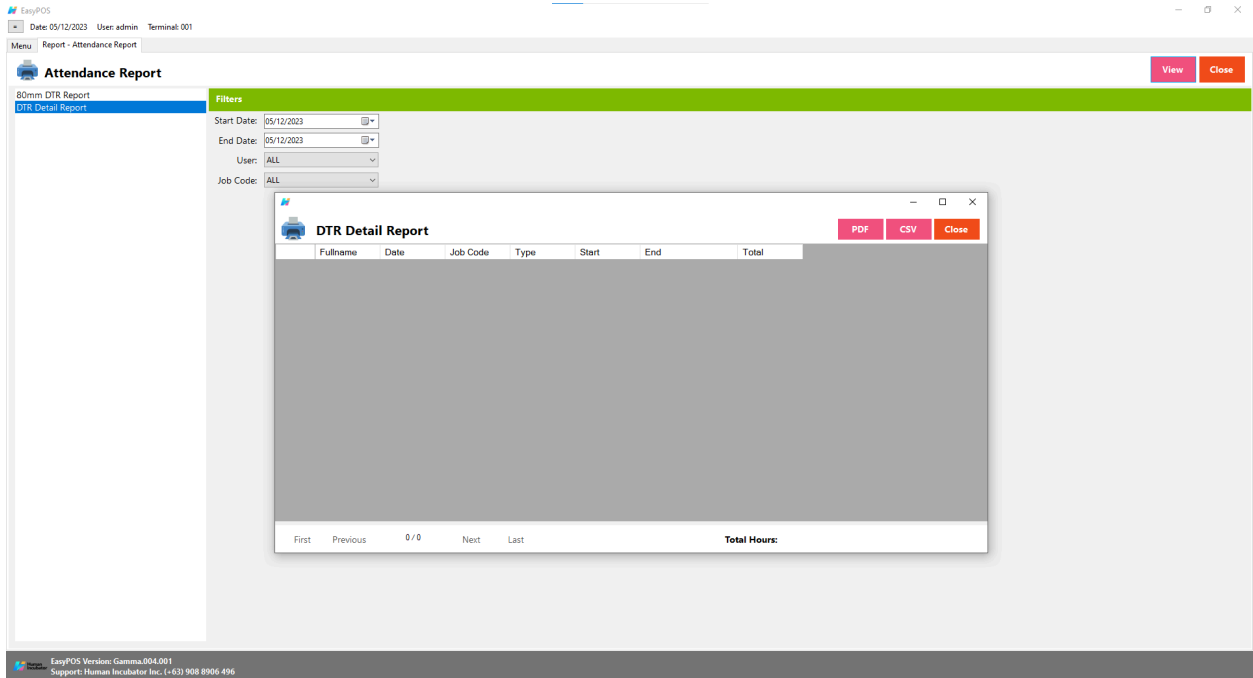 EasyPOS
Date: 05/12/2023 User: admin Terminal: 001
Menu Report - Attendance Report
Attendance Report
View Close
80mm DTR Report
DTR Detail Report
Filters
Start Date: 05/12/2023
End Date: 05/12/2023
User: ALL
Job Code: ALL
DTR Detail Report
PDF CSV Close
Fullname Date Job Code Type Start End Total
First Previous 0 / 0 Next Last Total Hours:
Human Incubator
EasyPOS Version: Gamma.004.001
Support: Human Incubator Inc. (+63) 908 8906 496